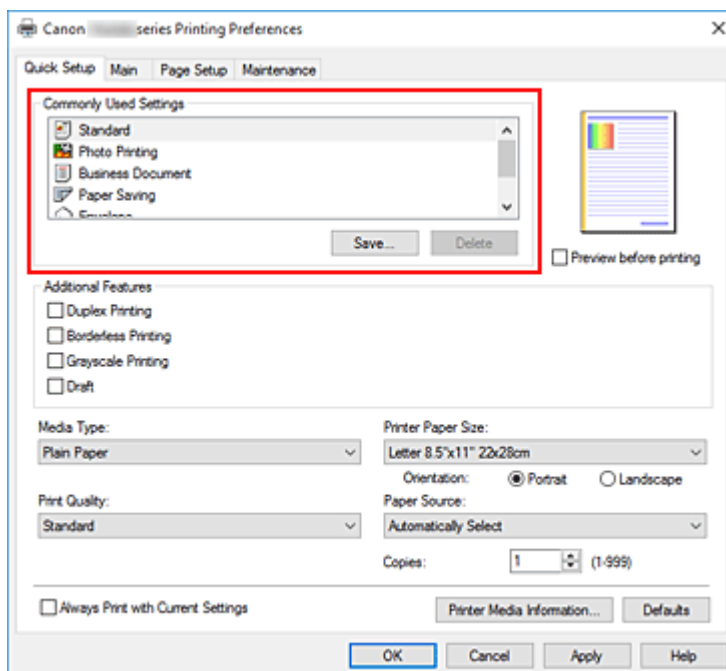 Canon series Printing Preferences
Quick Setup Main Page Setup Maintenance
Commonly Used Settings
Standard
Photo Printing
Business Document
Paper Saving
Envelope
Save... Delete
Preview before printing
Additional Features
Duplex Printing
Borderless Printing
Grayscale Printing
Draft
Media Type:
Plain Paper
Printer Paper Size:
Letter 8.5"x11" 22x28cm
Orientation: Portrait Landscape
Print Quality:
Standard
Paper Source:
Automatically Select
Copies: 1 (1-999)
Always Print with Current Settings
Printer Media Information... Defaults
OK Cancel Apply Help